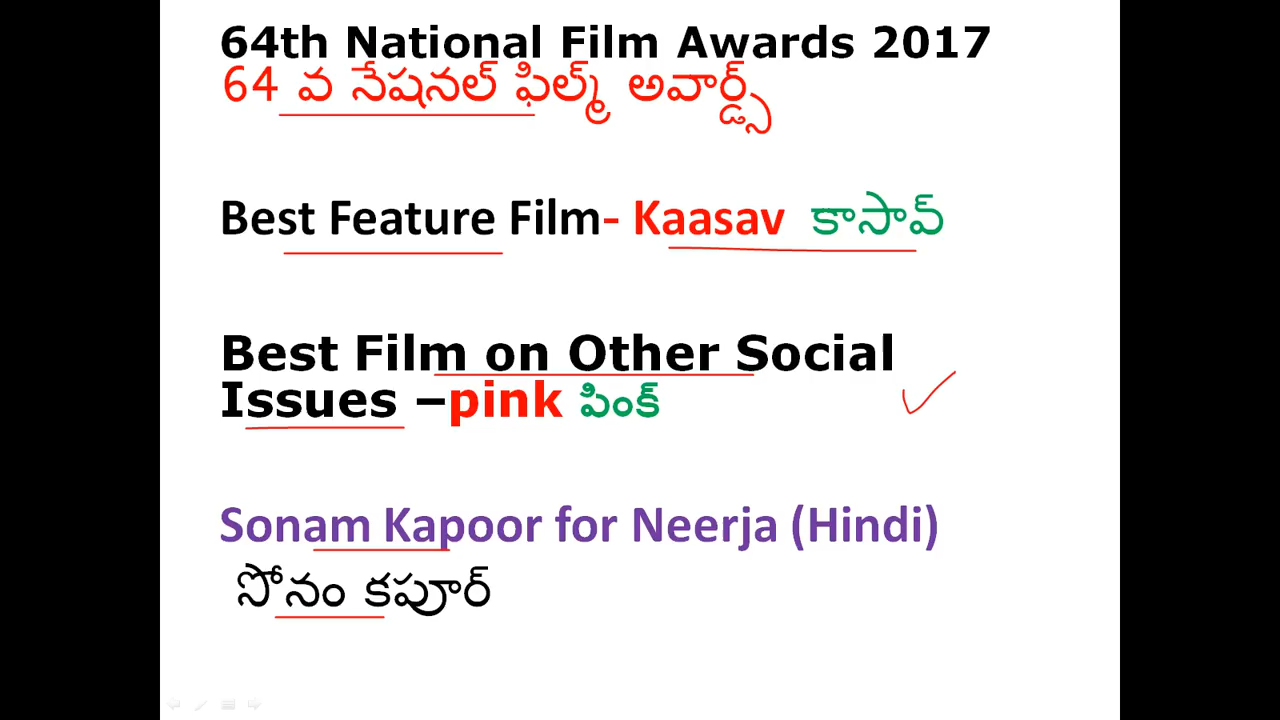 64th National Film Awards 2017
64 వ నేషనల్ ఫిల్మ్ అవార్డ్స్
Best Feature Film- Kaasav కాసావ్
Best Film on Other Social
Issues –pink పింక్
Sonam Kapoor for Neerja (Hindi)
సోనం కపూర్